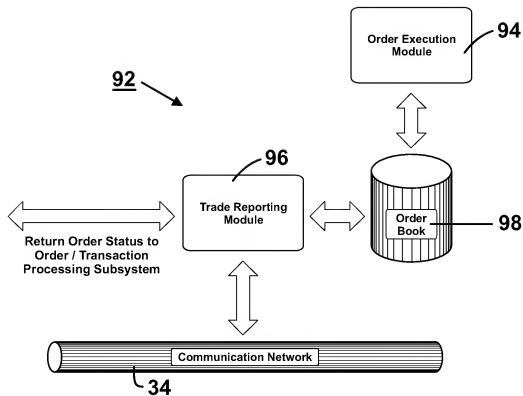 Order Execution
Module
94
92
96
Trade Reporting
Module
Order
Book
98
Return Order Status to
Order / Transaction
Processing Subsystem
Communication Network
34